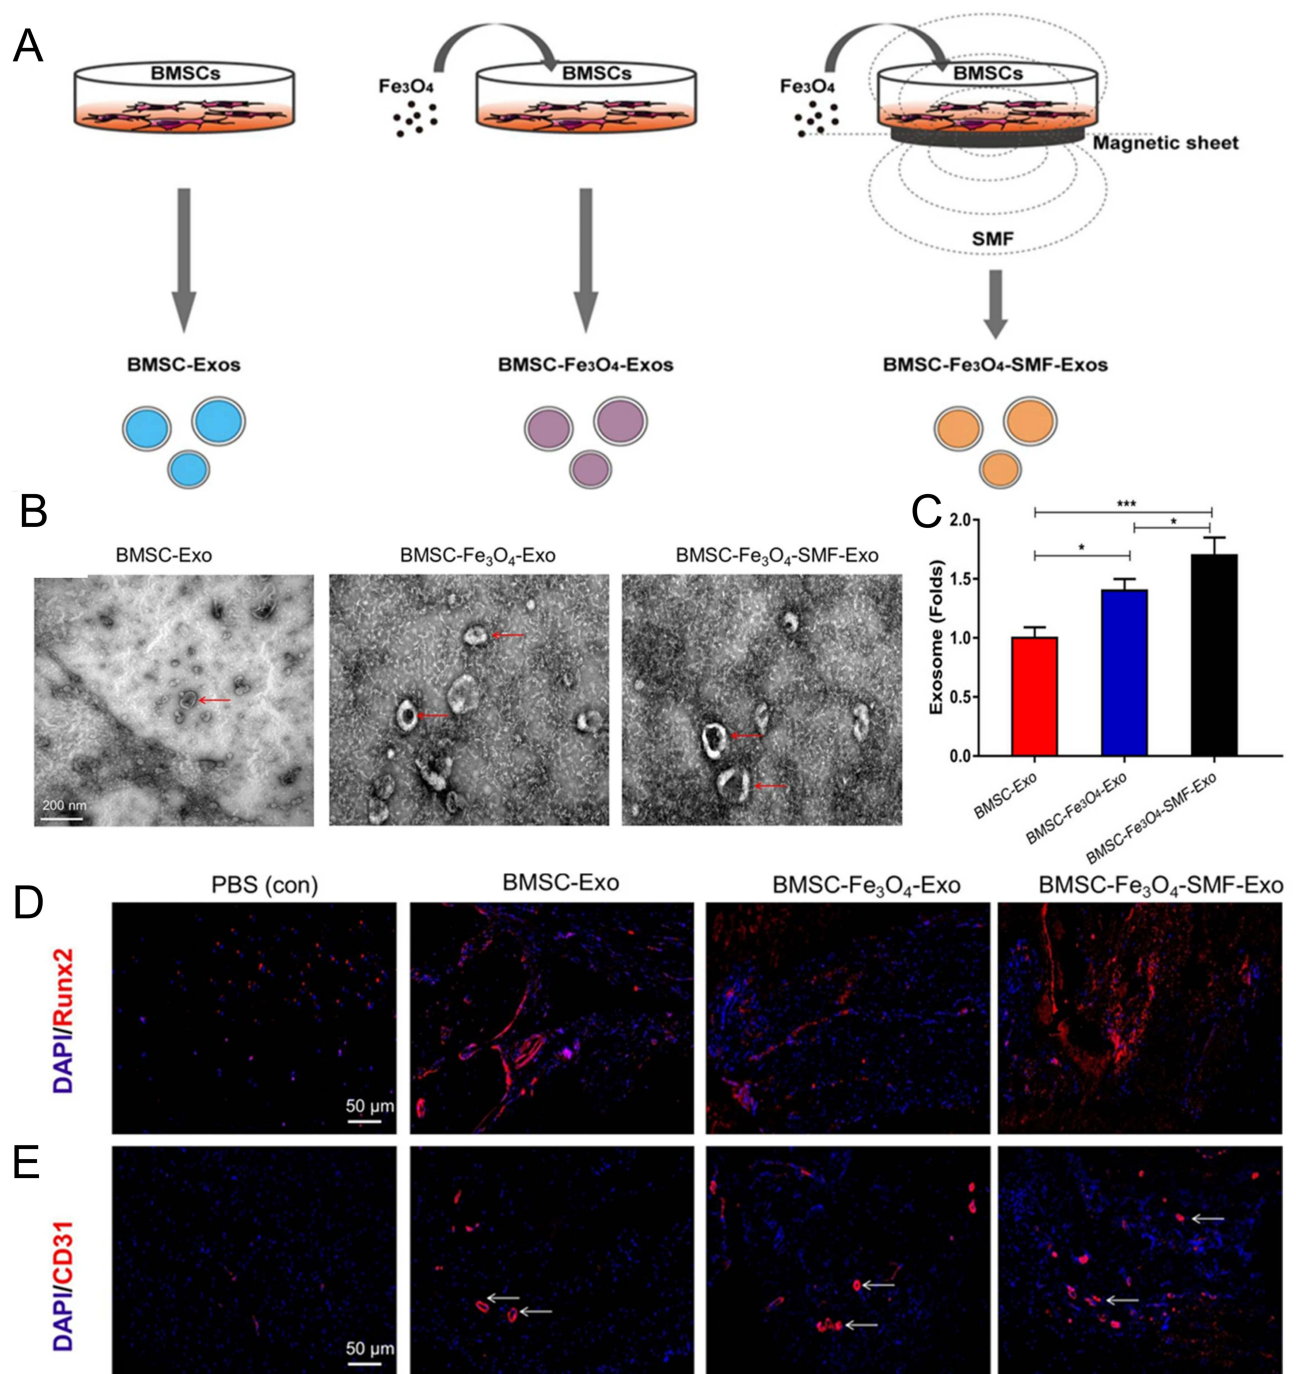 A
BMSCs
Fe3O4
BMSCs
Fe3O4
BMSCs
Magnetic sheet
SMF
BMSC-Exos
BMSC-Fe3O4-Exos
BMSC-Fe3O4-SMF-Exos
B
BMSC-Exo
BMSC-Fe3O4-Exo
BMSC-Fe3O4-SMF-Exo
200 nm
C
***
*
*
Exosome (Folds)
2.0
1.5
1.0
0.5
0.0
BMSC-Exo
BMSC-Fe3O4-Exo
BMSC-Fe3O4-SMF-Exo
D
PBS (con)
BMSC-Exo
BMSC-Fe3O4-Exo
BMSC-Fe3O4-SMF-Exo
DAPI/Runx2
50 µm
E
DAPI/CD31
50 µm